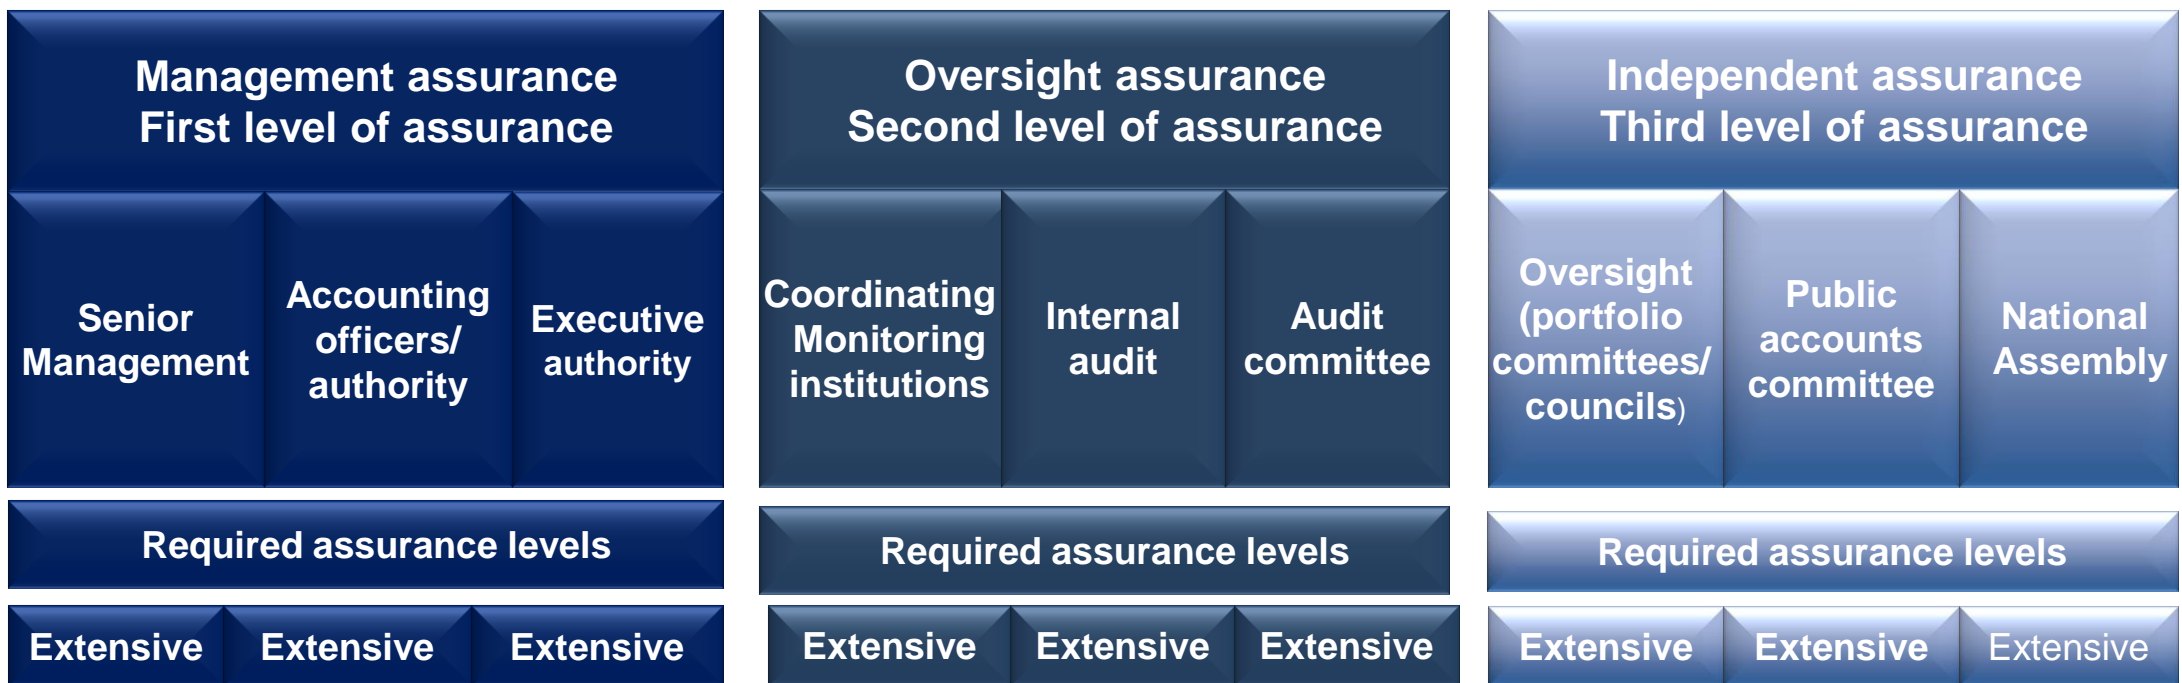 Management assurance
First level of assurance
Senior
Management
Accounting
officers/
authority
Executive
authority
Required assurance levels
Extensive
Extensive
Extensive
Oversight assurance
Second level of assurance
Coordinating
Monitoring
institutions
Internal
audit
Audit
committee
Required assurance levels
Extensive
Extensive
Extensive
Independent assurance
Third level of assurance
Oversight
(portfolio
committees/
councils)
Public
accounts
committee
National
Assembly
Required assurance levels
Extensive
Extensive
Extensive